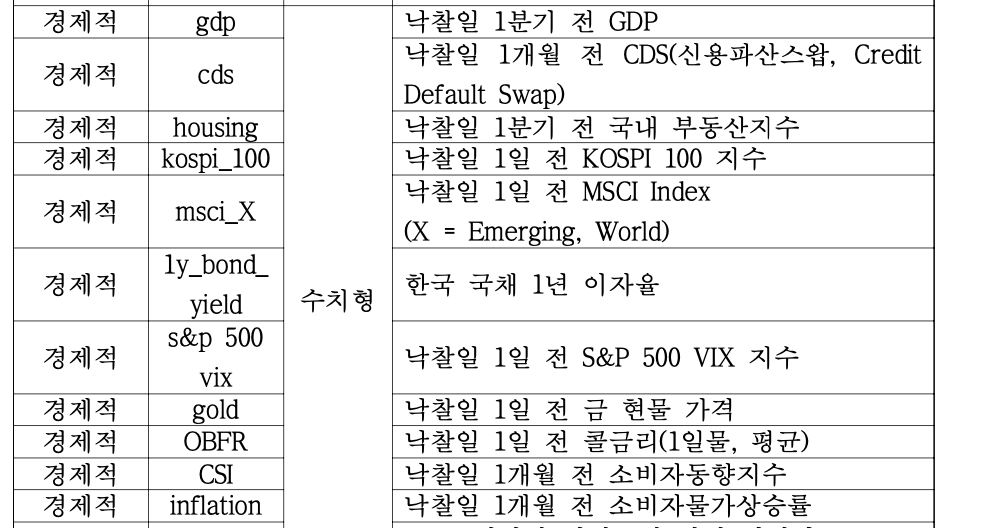 경제적 gdp 낙찰일 1분기 전 GDP
경제적 cds 낙찰일 1개월 전 CDS(신용파산스왑, Credit
Default Swap)
경제적 housing 낙찰일 1분기 전 국내 부동산지수
경제적 kospi_100 낙찰일 1일 전 KOSPI 100 지수
경제적 msci_X 낙찰일 1일 전 MSCI Index
(X = Emerging, World)
경제적 1y_bond_
yield 수치형 한국 국채 1년 이자율
경제적 s&p 500
vix 낙찰일 1일 전 S&P 500 VIX 지수
경제적 gold 낙찰일 1일 전 금 현물 가격
경제적 OBFR 낙찰일 1일 전 콜금리(1일물, 평균)
경제적 CSI 낙찰일 1개월 전 소비자동향지수
경제적 inflation 낙찰일 1개월 전 소비자물가상승률